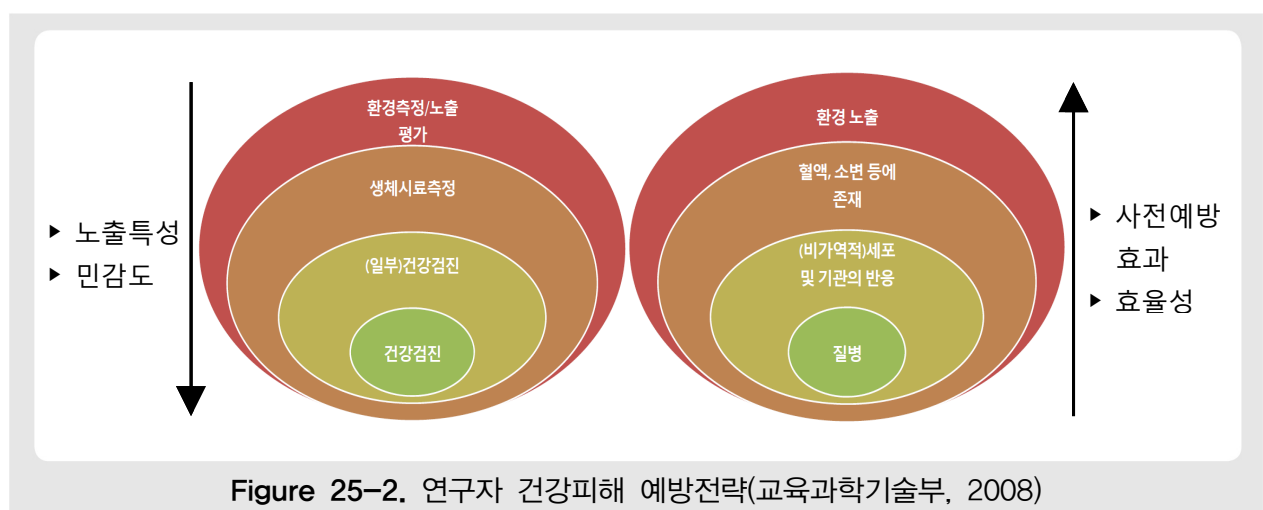 ▶ 노출특성
▶ 민감도
환경측정/노출
평가
생체시료측정
(일부)건강검진
건강검진
환경 노출
혈액, 소변 등에
존재
(비가역적)세포
및 기관의 반응
질병
▶ 사전예방
효과
▶ 효율성
Figure 25-2. 연구자 건강피해 예방전략(교육과학기술부, 2008)